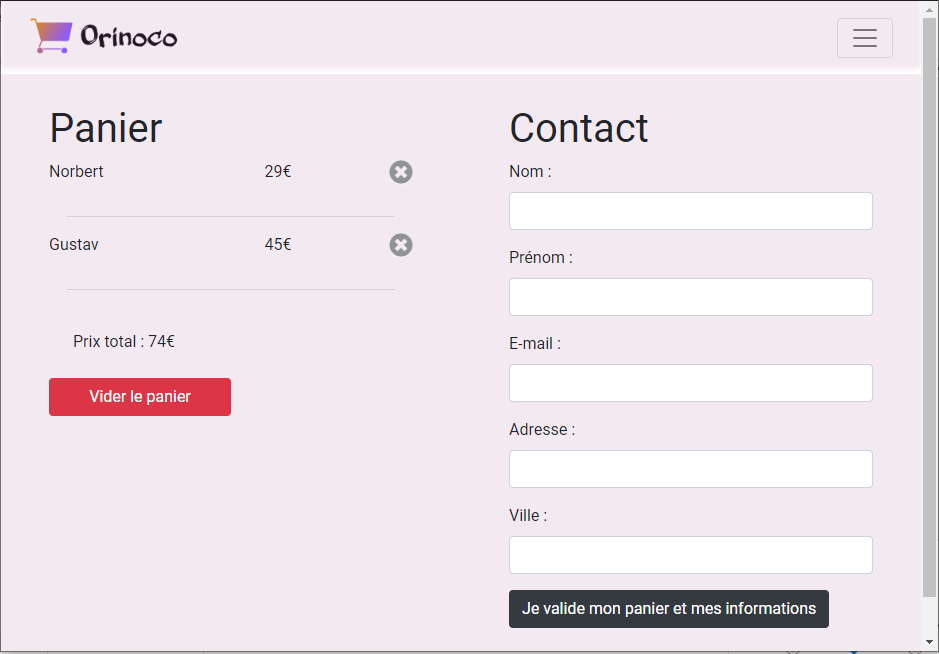 Orinoco
Panier
Norbert 29€
Gustav 45€
Prix total : 74€
Vider le panier
Contact
Nom :
Prénom :
E-mail :
Adresse :
Ville :
Je valide mon panier et mes informations